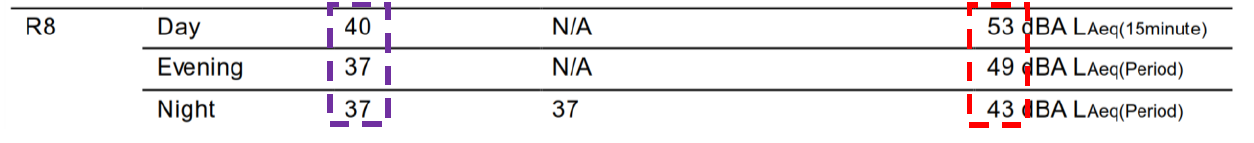 R8 Day 40 N/A 53 dBA LAeq(15minute)
Evening 37 N/A 49 dBA LAeq(Period)
Night 37 37 43 dBA LAeq(Period)